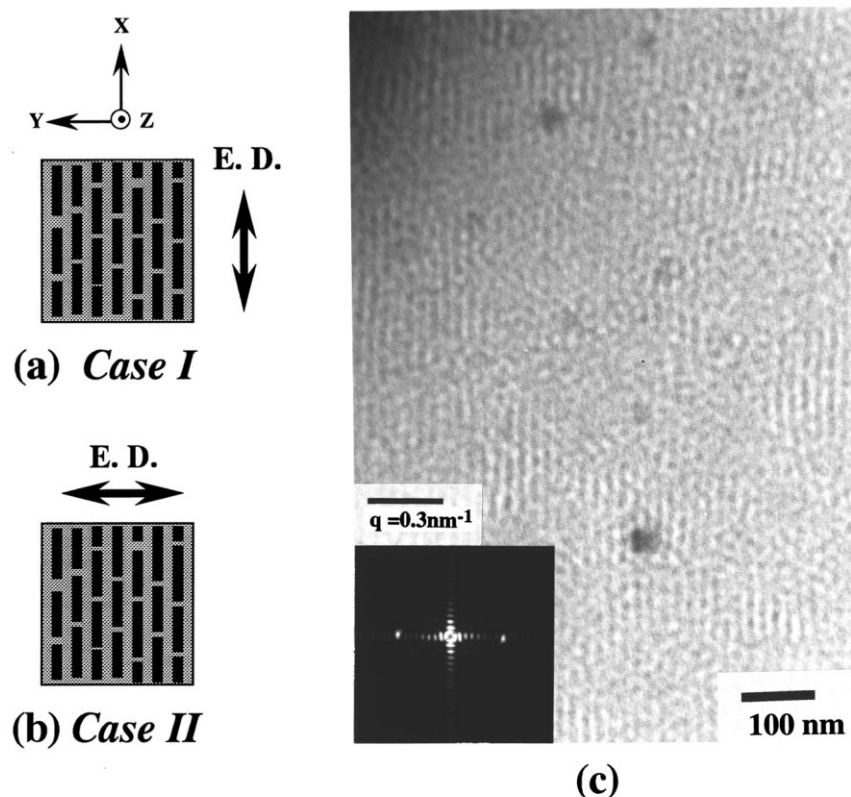 X
Y Z
E. D.
(a) Case I
E. D.
(b) Case II
q =0.3nm-1
100 nm
(c)